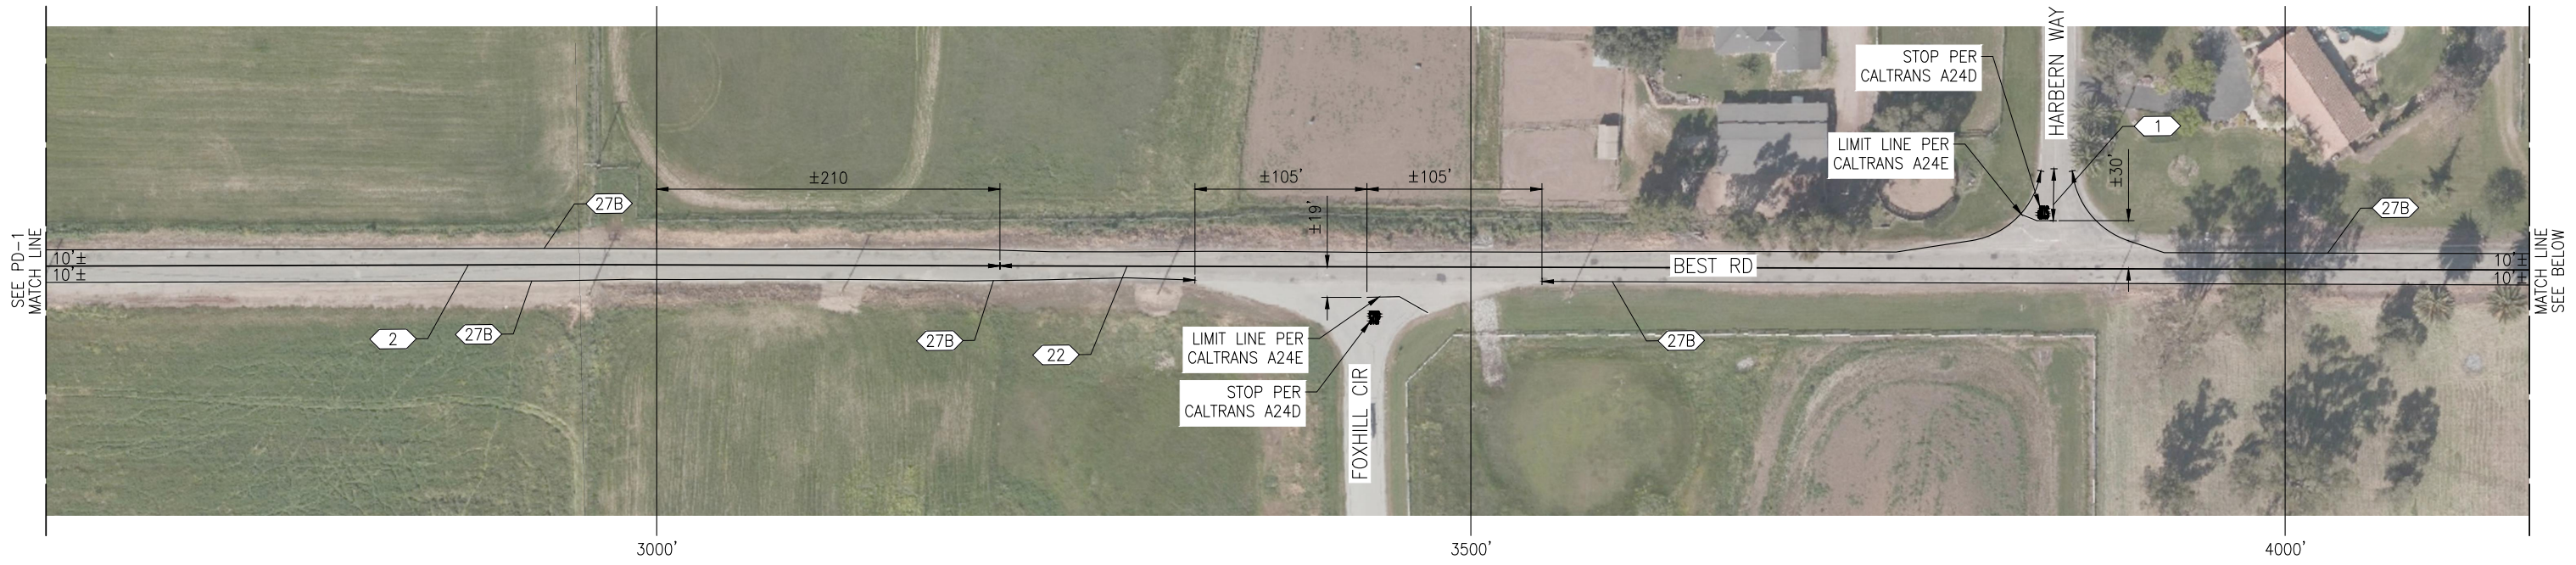 SEE PD-1
MATCH LINE
10'±
10'±
27B
2
27B
±210
27B
22
±105'
±105'
±19'
LIMIT LINE PER
CALTRANS A24E
STOP PER
CALTRANS A24D
FOXHILL CIR
BEST RD
27B
STOP PER
CALTRANS A24D
LIMIT LINE PER
CALTRANS A24E
HARBERN WAY
1
±30'
27B
10'±
10'±
MATCH LINE
SEE BELOW
3000'
3500'
4000'